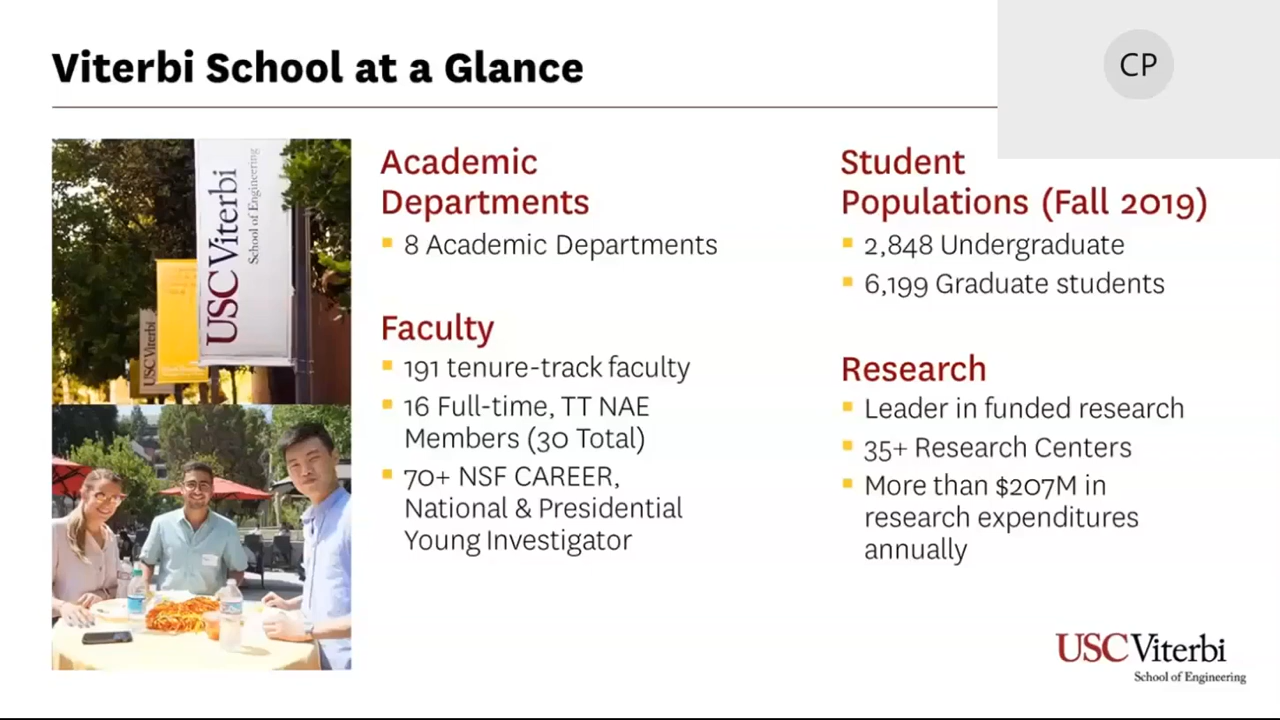 Viterbi School at a Glance
CP
USC Viterbi
School of Engineering
USC Viterbi
Academic
Departments
8 Academic Departments
Faculty
191 tenure-track faculty
16 Full-time, TT NAE
Members (30 Total)
70+ NSF CAREER,
National & Presidential
Young Investigator
Student
Populations (Fall 2019)
2,848 Undergraduate
6,199 Graduate students
Research
Leader in funded research
35+ Research Centers
More than $207M in
research expenditures
annually
USC Viterbi
School of Engineering